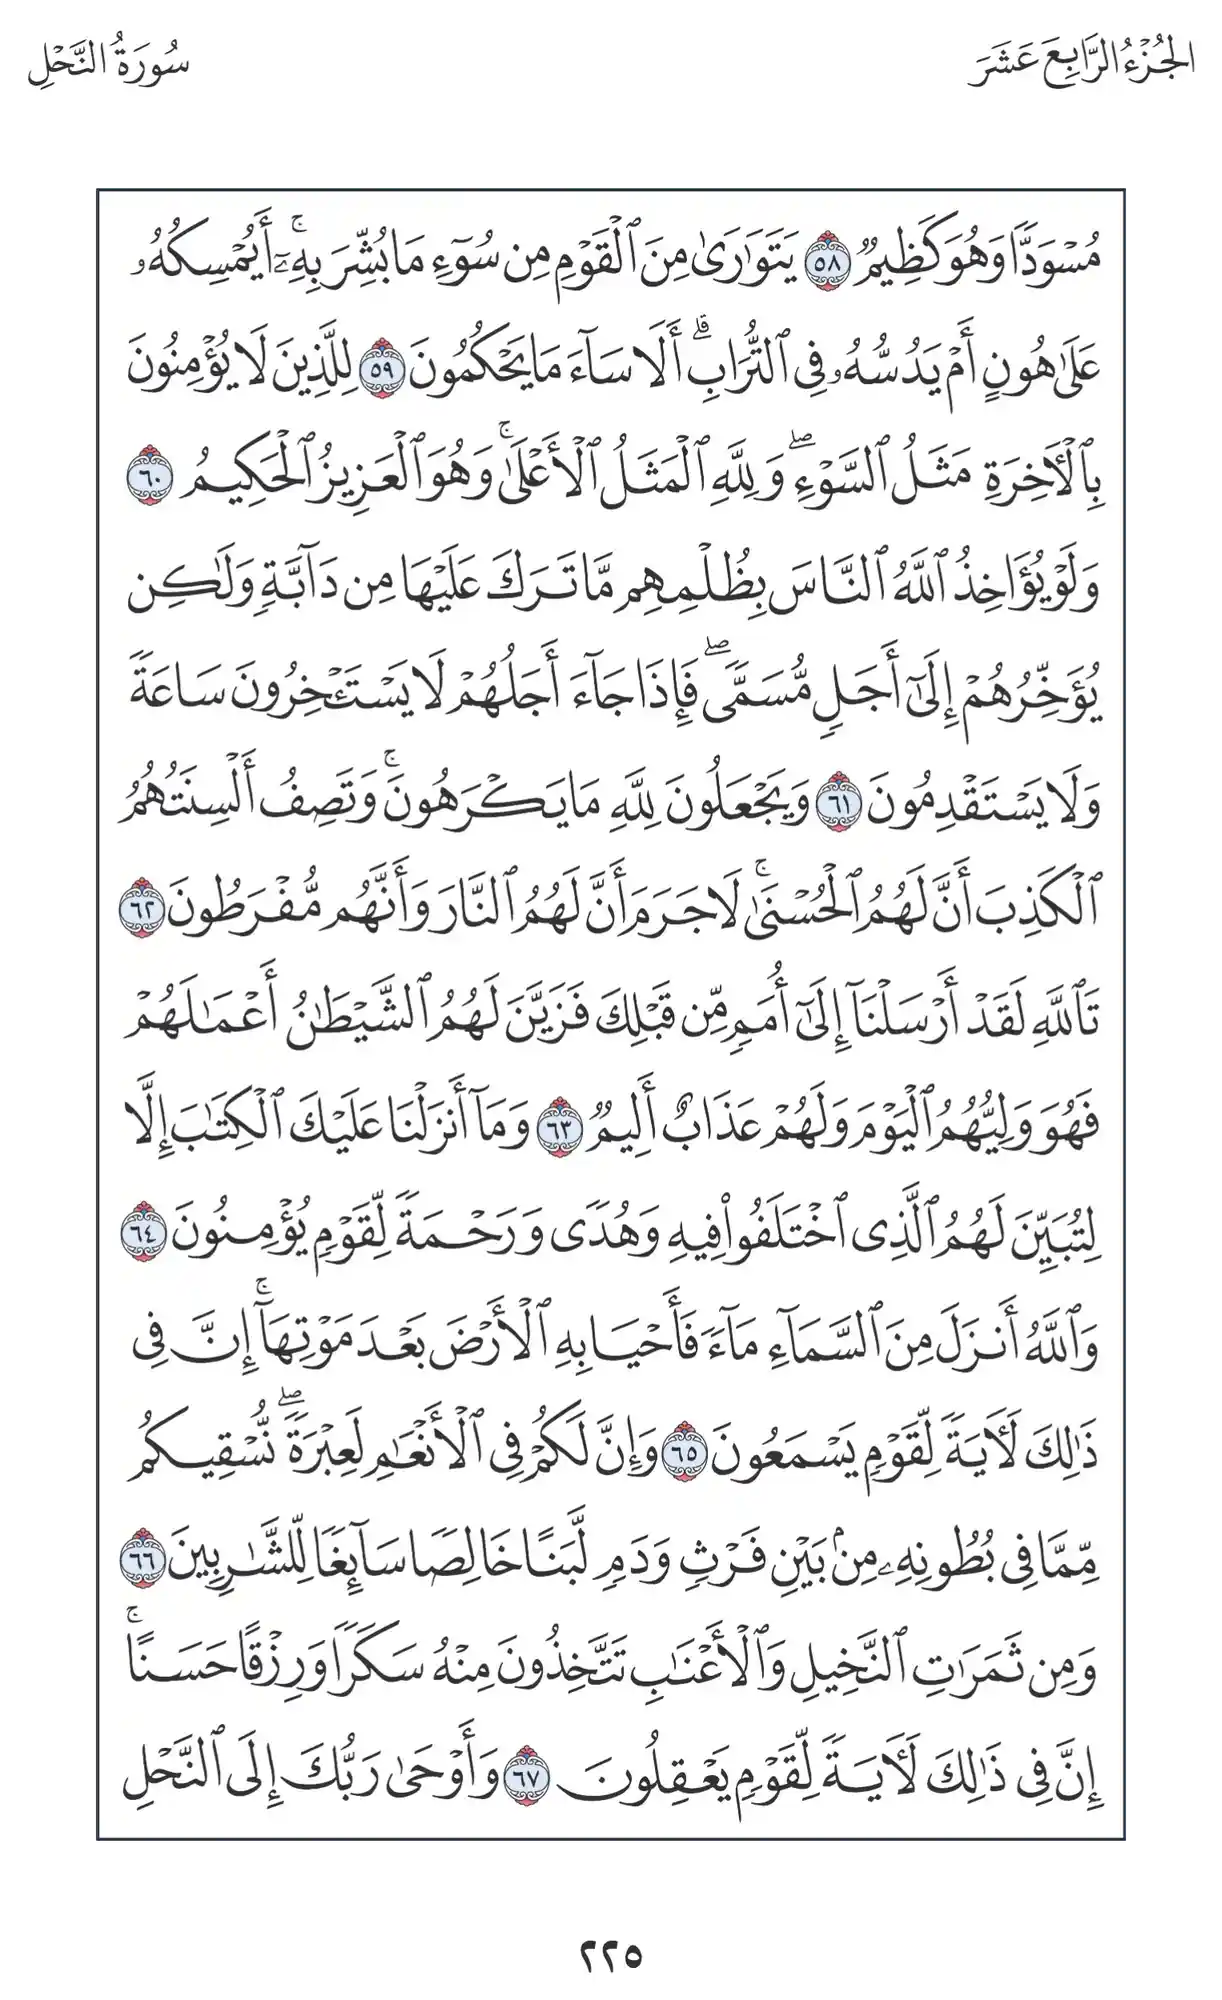 الجُزْءُ الرَّابِعَ عَشَرَ
سُورَةُ النَّحْلِ
مُسْوَدًّا وَهُوَ كَظِيمٌ ٥٨ يَتَوَٰرَىٰ مِنَ ٱلْقَوْمِ مِن سُوٓءِ مَا بُشِّرَ بِهِۦٓۚ أَيُمْسِكُهُۥ
عَلَىٰ هُونٍ أَمْ يَدُسُّهُۥ فِى ٱلتُّرَابِۗ أَلَا سَآءَ مَا يَحْكُمُونَ ٥٩ لِلَّذِينَ لَا يُؤْمِنُونَ
بِٱلْأَخِرَةِ مَثَلُ ٱلسَّوْءِۖ وَلِلَّهِ ٱلْمَثَلُ ٱلْأَعْلَىٰۚ وَهُوَ ٱلْعَزِيزُ ٱلْحَكِيمُ ٦٠
وَلَوْ يُؤَاخِذُ ٱللَّهُ ٱلنَّاسَ بِظُلْمِهِم مَّا تَرَكَ عَلَيْهَا مِن دَآبَّةٍ وَلَٰكِن
يُؤَخِّرُهُمْ إِلَىٰٓ أَجَلٍ مُّسَمًّىۖ فَإِذَا جَآءَ أَجَلُهُمْ لَا يَسْتَـْٔخِرُونَ سَاعَةً
وَلَا يَسْتَقْدِمُونَ ٦١ وَيَجْعَلُونَ لِلَّهِ مَا يَكْرَهُونَۚ وَتَصِفُ أَلْسِنَتُهُمُ
ٱلْكَذِبَ أَنَّ لَهُمُ ٱلْحُسْنَىٰۚ لَا جَرَمَ أَنَّ لَهُمُ ٱلنَّارَ وَأَنَّهُم مُّفْرَطُونَ ٦٢
تَٱللَّهِ لَقَدْ أَرْسَلْنَآ إِلَىٰٓ أُمَمٍ مِّن قَبْلِكَ فَزَيَّنَ لَهُمُ ٱلشَّيْطَٰنُ أَعْمَٰلَهُمْ
فَهُوَ وَلِيُّهُمُ ٱلْيَوْمَ وَلَهُمْ عَذَابٌ أَلِيمٌ ٦٣ وَمَآ أَنزَلْنَا عَلَيْكَ ٱلْكِتَٰبَ إِلَّا
لِتُبَيِّنَ لَهُمُ ٱلَّذِى ٱخْتَلَفُوا۟ فِيهِ وَهُدًى وَرَحْمَةً لِّقَوْمٍ يُؤْمِنُونَ ٦٤
وَٱللَّهُ أَنزَلَ مِنَ ٱلسَّمَآءِ مَآءً فَأَحْيَا بِهِ ٱلْأَرْضَ بَعْدَ مَوْتِهَآۚ إِنَّ فِى
ذَٰلِكَ لَأَيَةً لِّقَوْمٍ يَسْمَعُونَ ٦٥ وَإِنَّ لَكُمْ فِى ٱلْأَنْعَٰمِ لَعِبْرَةًۖ نُّسْقِيكُم
مِّمَّا فِى بُطُونِهِۦ مِنۢ بَيْنِ فَرْثٍ وَدَمٍ لَّبَنًا خَالِصًا سَآئِغًا لِّلشَّٰرِبِينَ ٦٦
وَمِن ثَمَرَٰتِ ٱلنَّخِيلِ وَٱلْأَعْنَٰبِ تَتَّخِذُونَ مِنْهُ سَكَرًا وَرِزْقًا حَسَنًاۚ
إِنَّ فِى ذَٰلِكَ لَأَيَةً لِّقَوْمٍ يَعْقِلُونَ ٦٧ وَأَوْحَىٰ رَبُّكَ إِلَى ٱلنَّحْلِ
٢٢٥